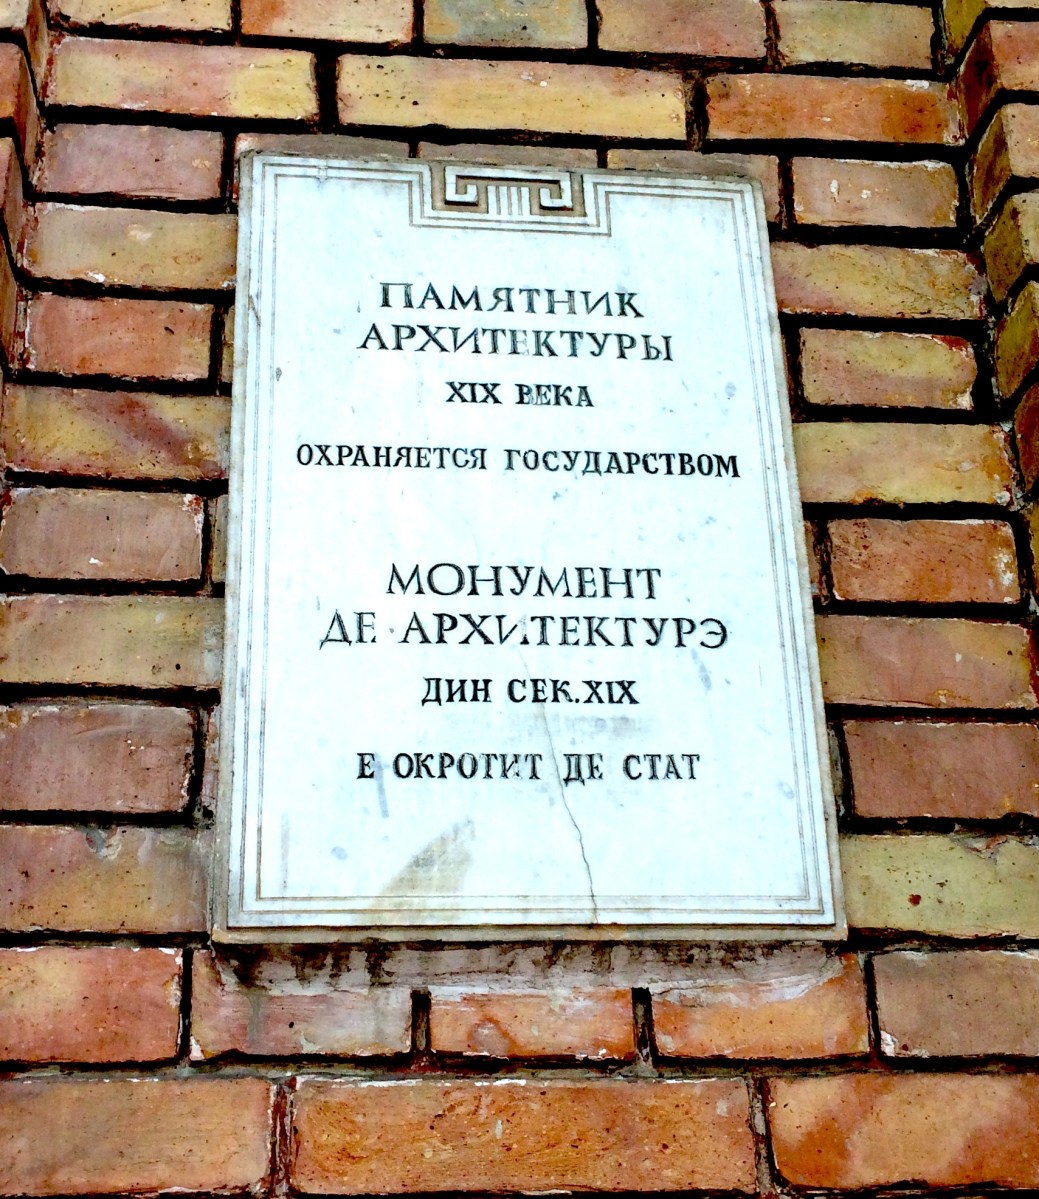 ПАМЯТНИК
АРХИТЕКТУРЫ
XIX ВЕКА
ОХРАНЯЕТСЯ ГОСУДАРСТВОМ
МОНУМЕНТ
ДЕ АРХИТЕКТУРЭ
ДИН СЕК.XIX
Е ОКРОТИТ ДЕ СТАТ